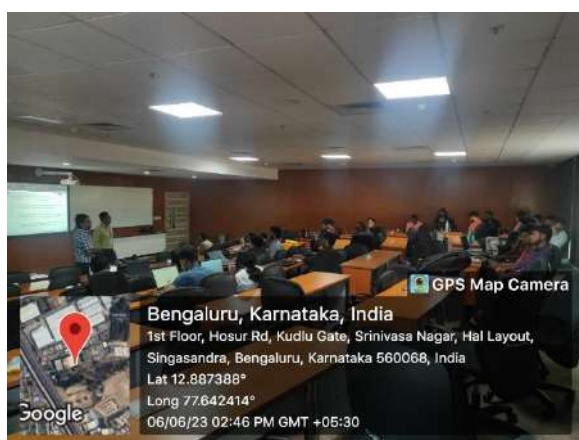 GPS Map Camera
Bengaluru, Karnataka, India
1st Floor, Hosur Rd, Kudlu Gate, Srinivasa Nagar, Hal Layout,
Singasandra, Bengaluru, Karnataka 560068, India
Lat 12.887388°
Long 77.642414°
06/06/23 02:46 PM GMT +05:30
Google